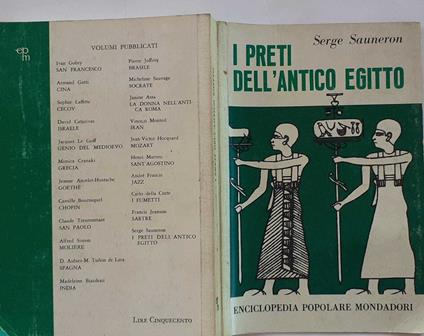 epm
VOLUMI PUBBLICATI
Ivan Gobry
SAN FRANCESCO
Armand Gatti
CINA
Sophie Laffitte
CECOV
David Catarivas
ISRAELE
Jacques Le Goff
GENIO DEL MEDIOEVO
Mimica Cranaki
GRECIA
Jeanne Ancelet-Hustache
GOETHE
Camille Bourniquel
CHOPIN
Claude Tresmontant
SAN PAOLO
Alfred Simon
MOLIERE
D. Aubier-M. Tuñon de Lara
SPAGNA
Madeleine Biardeau
INDIA
Pierre Joffroy
BRASILE
Micheline Sauvage
SOCRATE
Janine Assa
LA DONNA NELL'ANTI-
CA ROMA
Vincent Monteil
IRAN
Jean-Victor Hocquard
MOZART
Henri Marrou
SANT'AGOSTINO
André Francis
JAZZ
Carlo della Corte
I FUMETTI
Francis Jeanson
SARTRE
Serge Sauneron
I PRETI DELL'ANTICO
EGITTO
LIRE CINQUECENTO
Serge Sauneron
I PRETI
DELL'ANTICO EGITTO
ENCICLOPEDIA POPOLARE MONDADORI